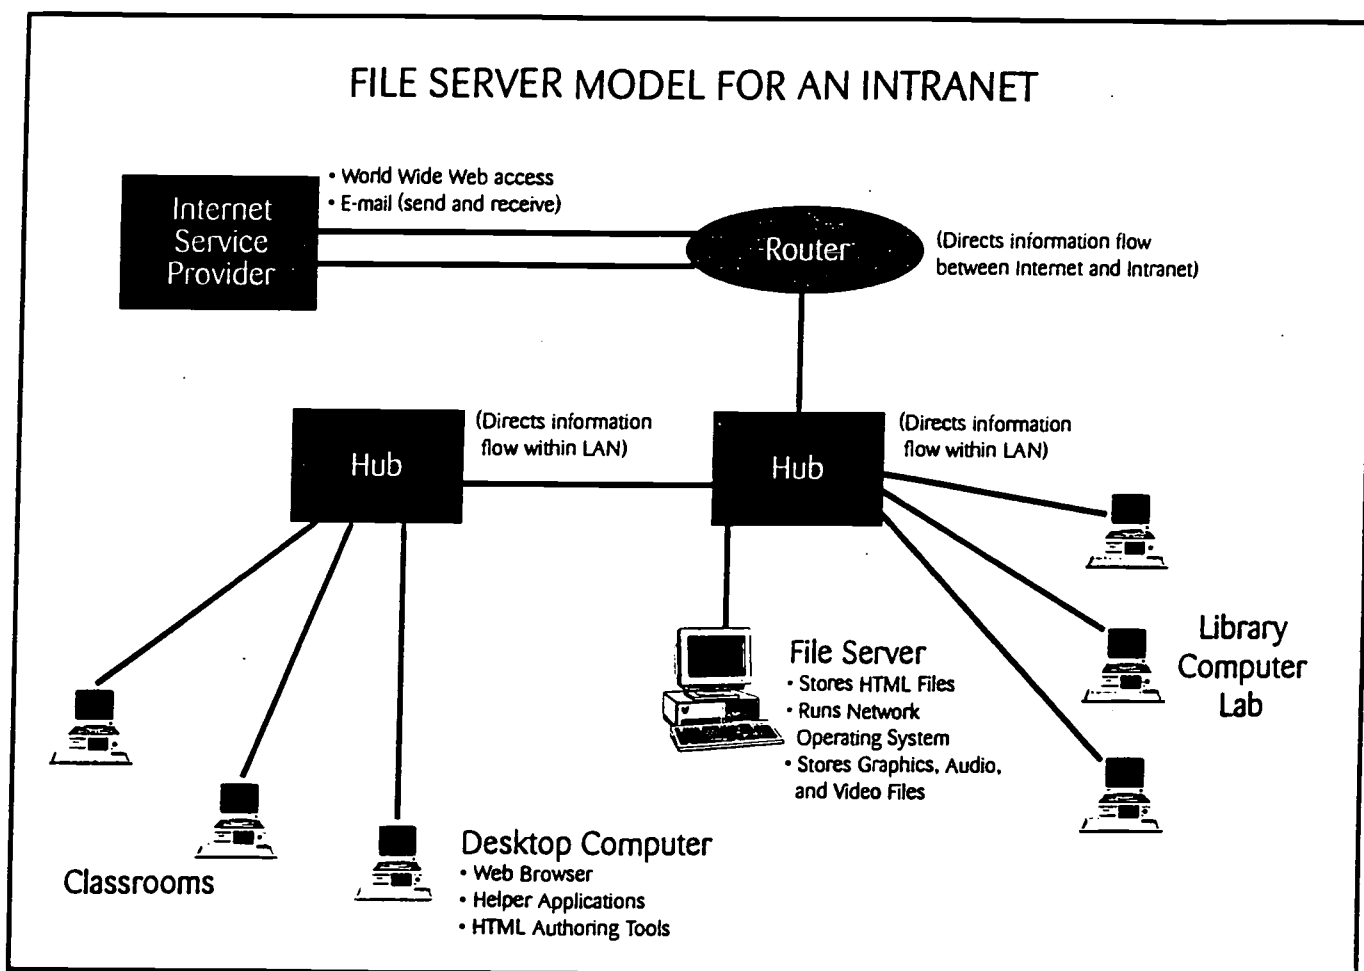 FILE SERVER MODEL FOR AN INTRANET
Internet
Service
Provider
• World Wide Web access
• E-mail (send and receive)
Router
(Directs information flow
between Internet and Intranet)
Hub
(Directs information
flow within LAN)
Hub
(Directs information
flow within LAN)
File Server
• Stores HTML Files
• Runs Network
Operating System
• Stores Graphics, Audio,
and Video Files
Library
Computer
Lab
Classrooms
Desktop Computer
• Web Browser
• Helper Applications
• HTML Authoring Tools